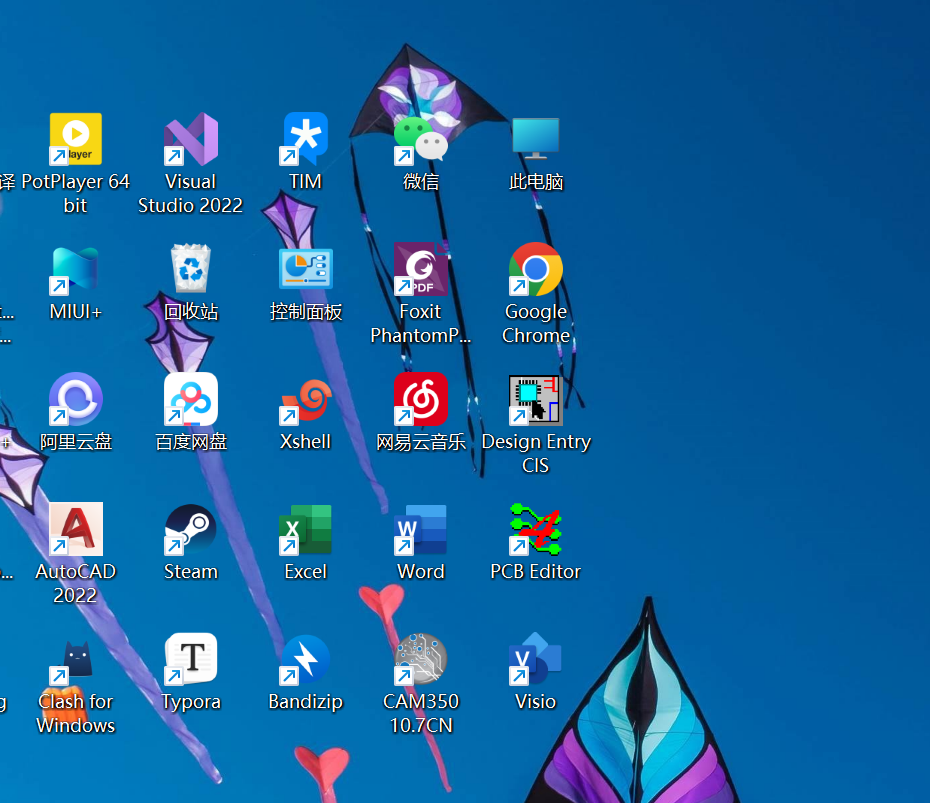 译
PotPlayer 64
bit
Visual
Studio 2022
TIM
微信
此电脑
MIUI+
回收站
控制面板
PDF
Foxit
PhantomP...
Google
Chrome
阿里云盘
百度网盘
Xshell
网易云音乐
Design Entry
CIS
AutoCAD
2022
Steam
Excel
Word
PCB Editor
Clash for
Windows
Typora
Bandizip
CAM350
10.7CN
Visio